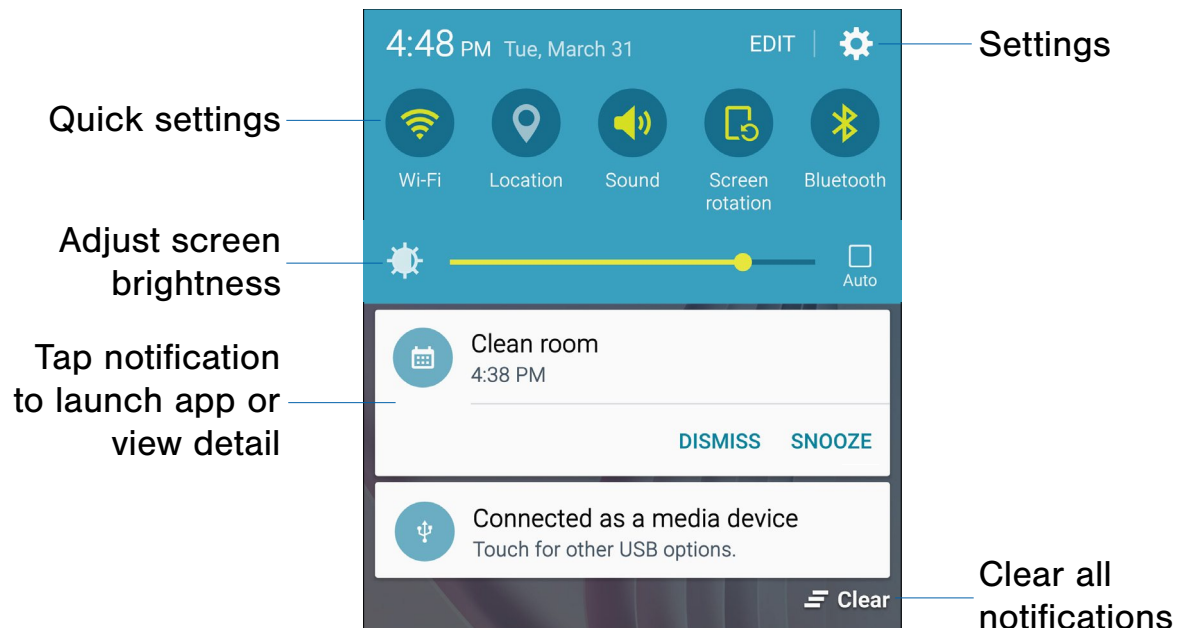 4:48 PM Tue, March 31 EDIT
Settings
Quick settings
Wi-Fi Location Sound Screen rotation Bluetooth
Adjust screen
brightness
Auto
Tap notification
to launch app or
view detail
Clean room
4:38 PM
DISMISS SNOOZE
Connected as a media device
Touch for other USB options.
Clear
Clear all
notifications